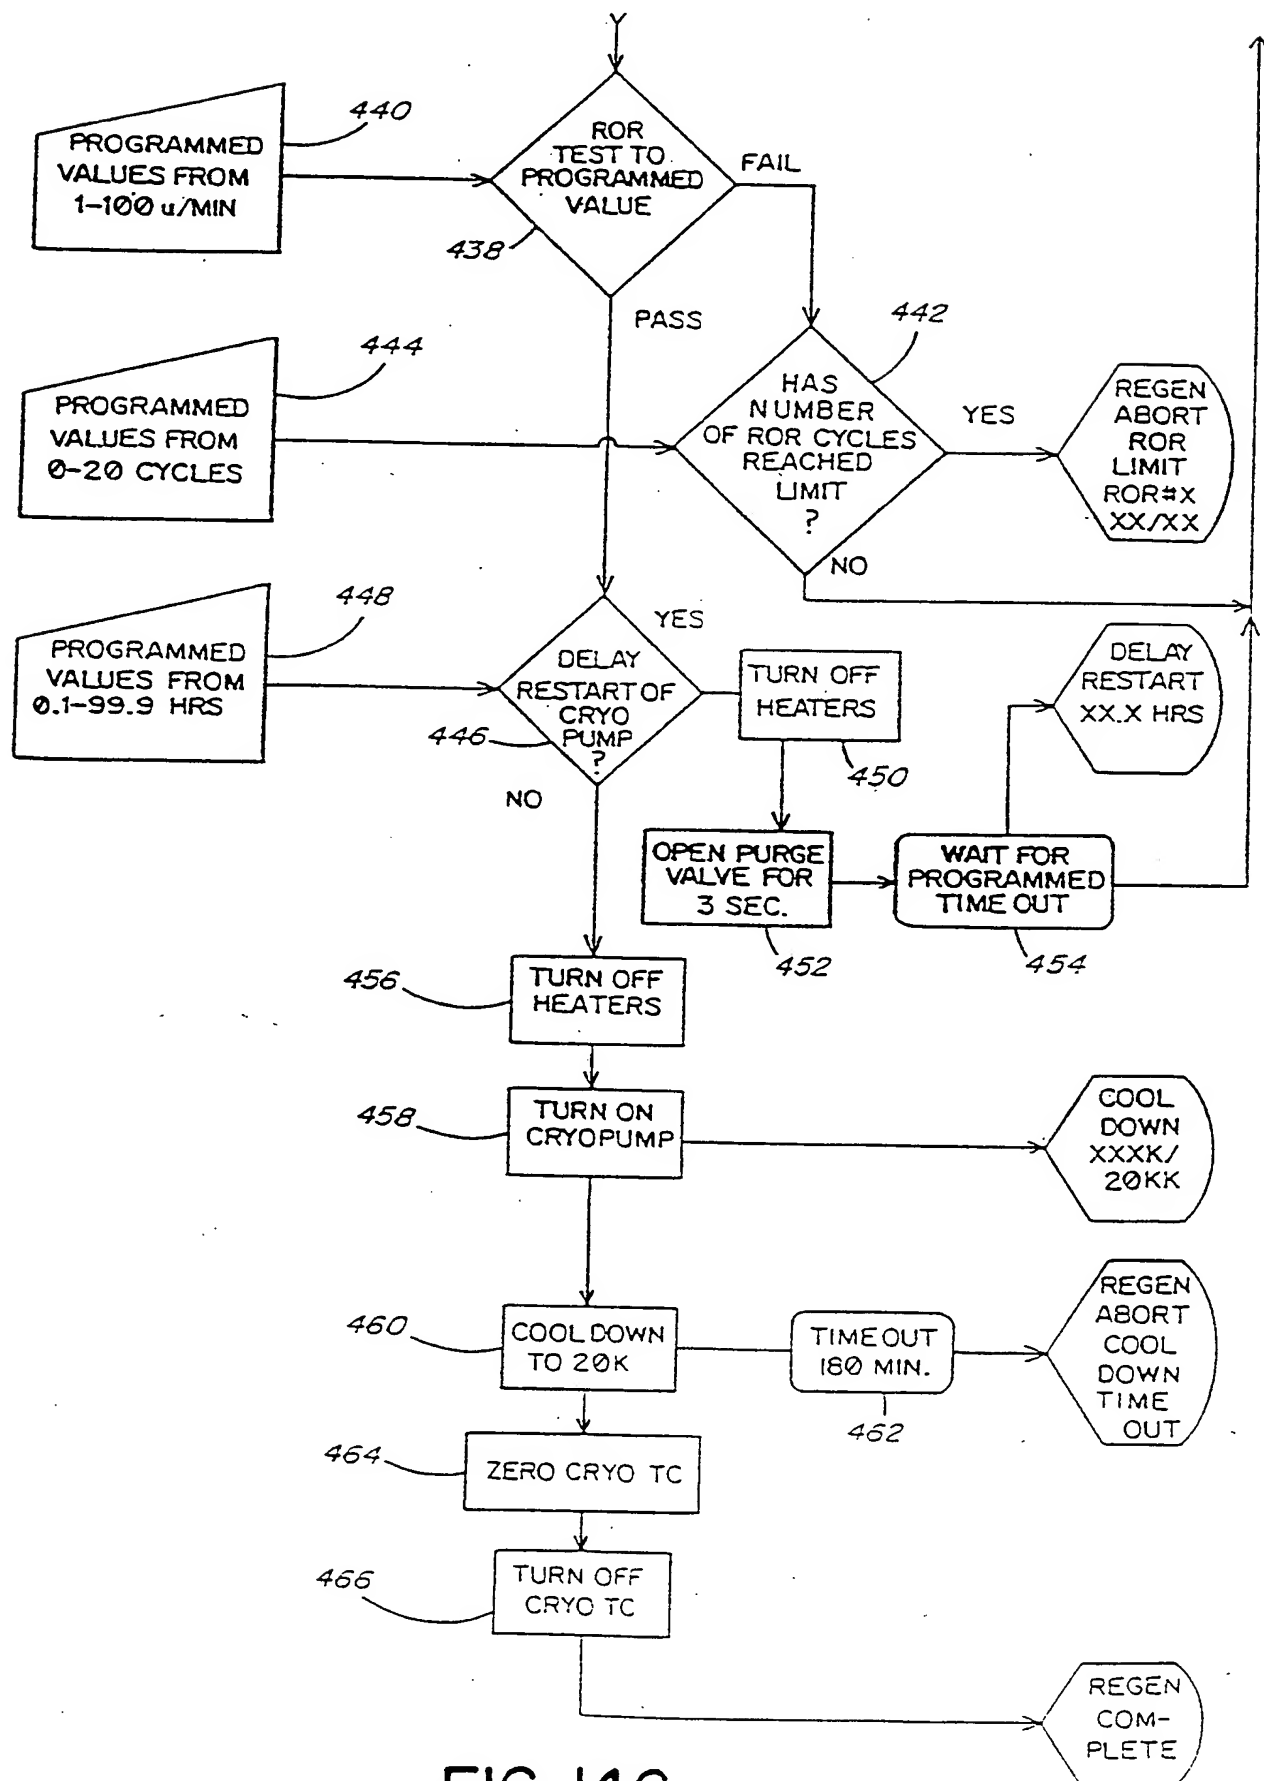 Y
440
PROGRAMMED
VALUES FROM
1-100 u/MIN
ROR
TEST TO
PROGRAMMED
VALUE
FAIL
438
PASS
442
444
PROGRAMMED
VALUES FROM
0-20 CYCLES
HAS
NUMBER
OF ROR CYCLES
REACHED
LIMIT
?
YES
REGEN
ABORT
ROR
LIMIT
ROR#X
XX/XX
NO
448
PROGRAMMED
VALUES FROM
0.1-99.9 HRS
YES
DELAY
RESTART OF
CRYO
PUMP
?
446
NO
TURN OFF
HEATERS
450
DELAY
RESTART
XX.X HRS
OPEN PURGE
VALVE FOR
3 SEC.
452
WAIT FOR
PROGRAMMED
TIME OUT
454
456
TURN OFF
HEATERS
458
TURN ON
CRYOPUMP
COOL
DOWN
XXXK/
20KK
460
COOL DOWN
TO 20K
TIMEOUT
180 MIN.
462
REGEN
ABORT
COOL
DOWN
TIME
OUT
464
ZERO CRYO TC
466
TURN OFF
CRYO TC
REGEN
COM-
PLETE